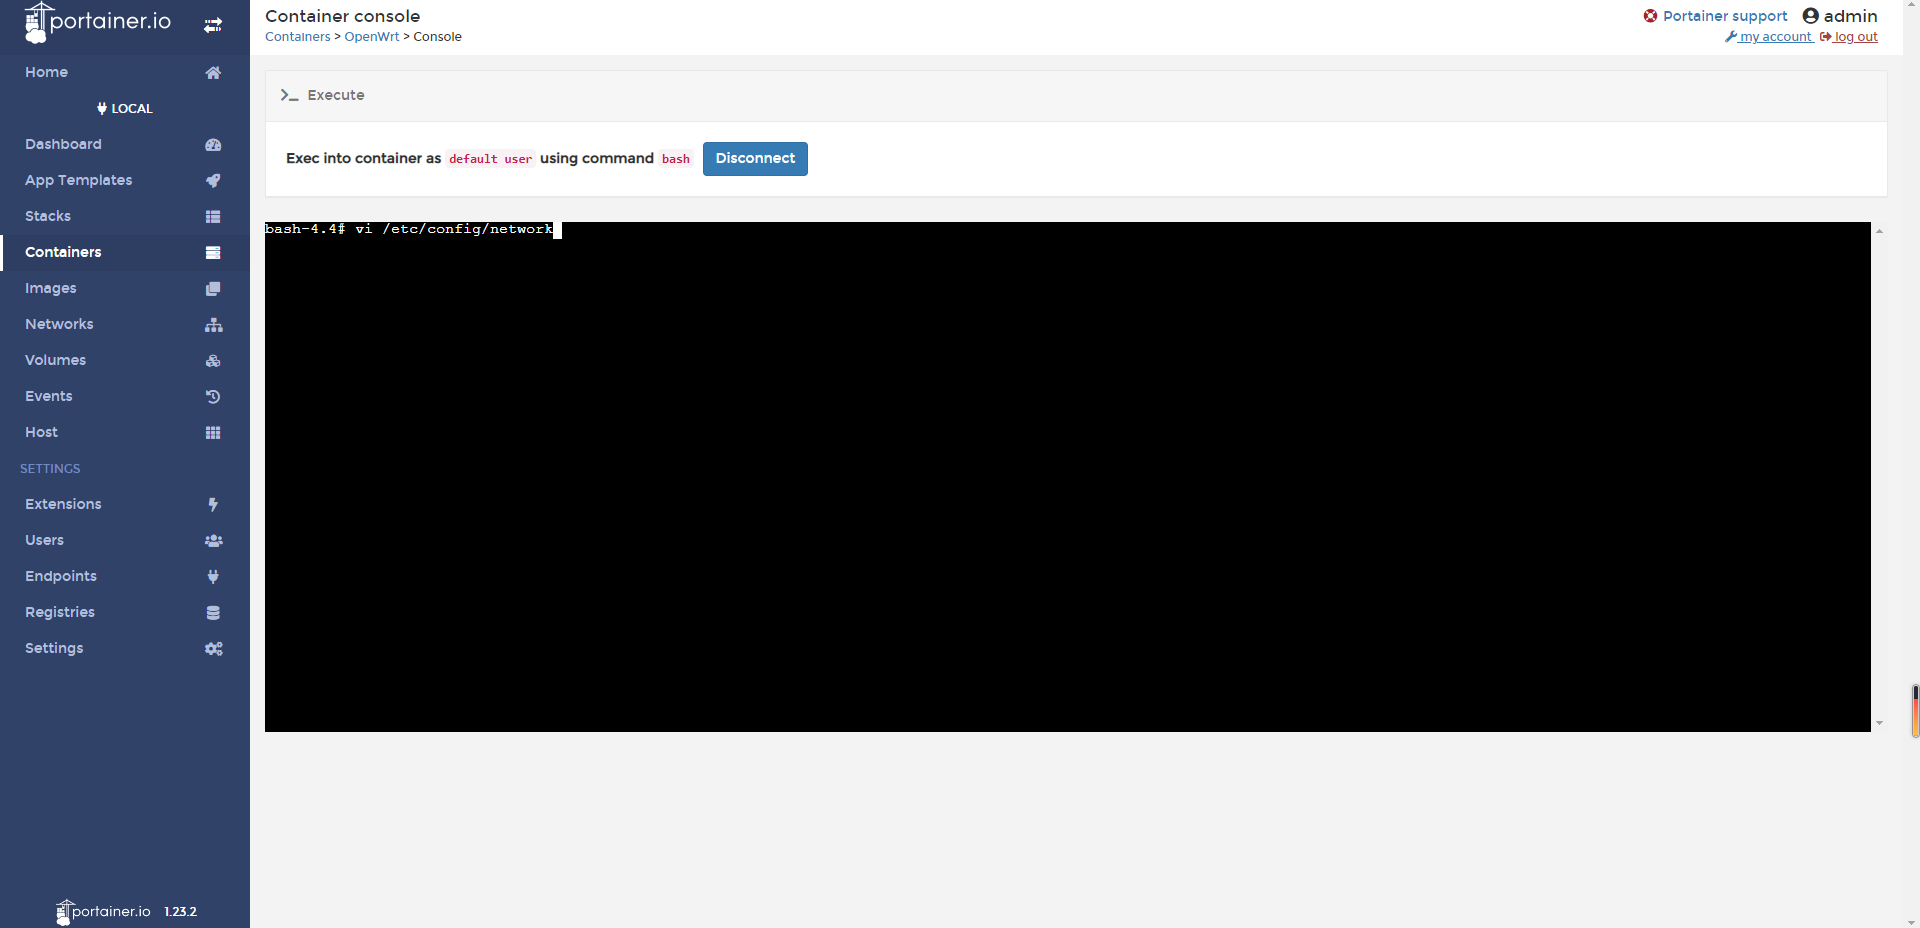 portainer.io
Home
LOCAL
Dashboard
App Templates
Stacks
Containers
Images
Networks
Volumes
Events
Host
SETTINGS
Extensions
Users
Endpoints
Registries
Settings
portainer.io 1.23.2
Container console
Containers > OpenWrt > Console
Portainer support admin
my account log out
>_ Execute
Exec into container as default user using command bash Disconnect
bash-4.4# vi /etc/config/network